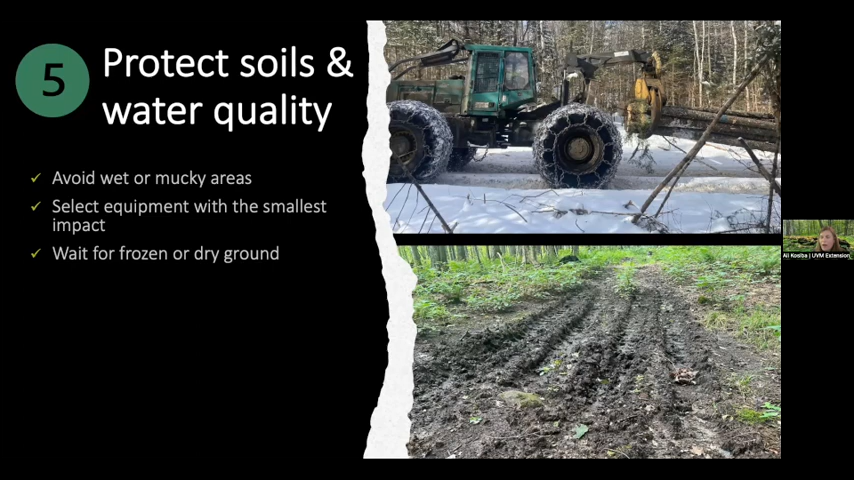 5
Protect soils &
water quality
✓ Avoid wet or mucky areas
✓ Select equipment with the smallest
impact
✓ Wait for frozen or dry ground
Ali Kosiba | UVM Extension